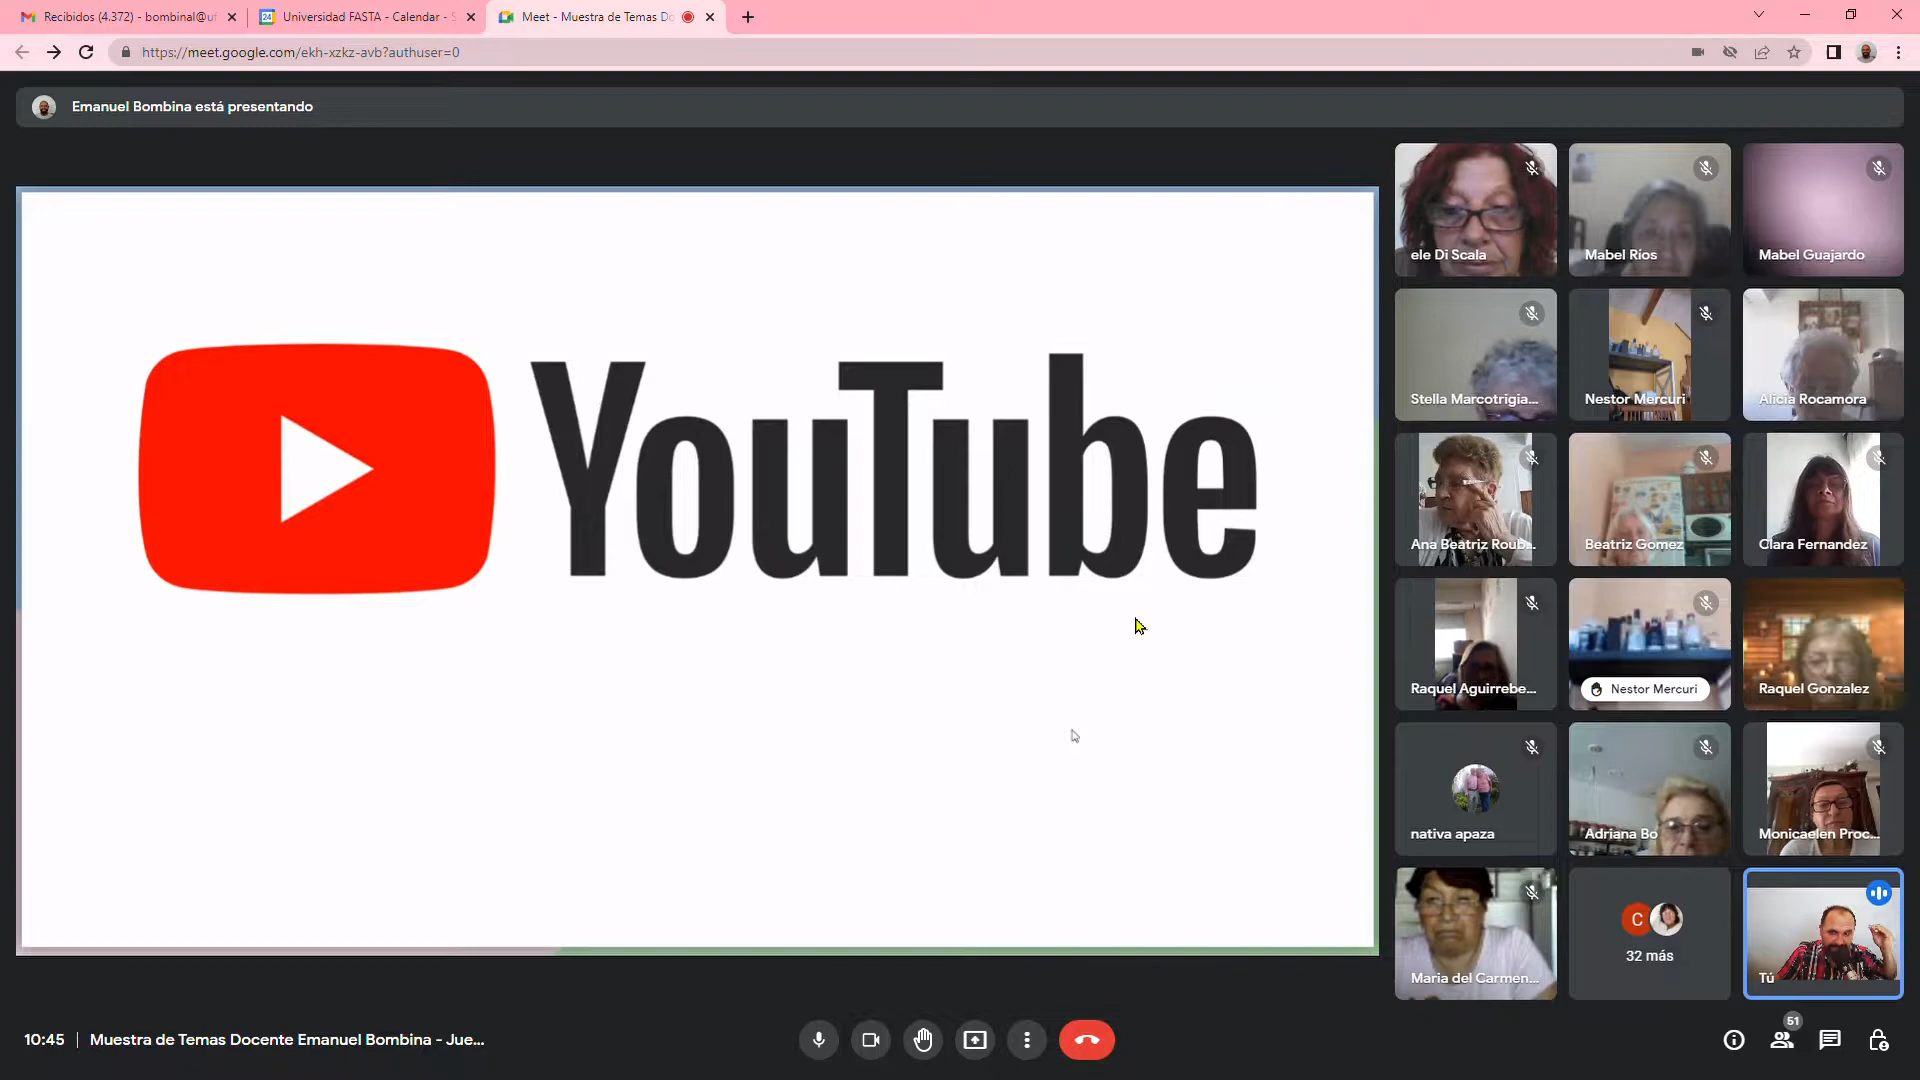 Recibidos (4.372) - bombinal@uf
Universidad FASTA - Calendar - S
Meet - Muestra de Temas Do
https://meet.google.com/ekh-xzkz-avb?authuser=0
Emanuel Bombina está presentando
YouTube
ele Di Scala
Mabel Ríos
Mabel Guajardo
Stella Marcotrigia...
Nestor Mercuri
Alicia Rocamora
Ana Beatriz Roub...
Beatriz Gomez
Clara Fernandez
Raquel Aguirrebe...
Nestor Mercuri
Raquel Gonzalez
nativa apaza
Adriana Bo
Monicaelen Proc...
Maria del Carmen...
C
32 más
Tú
10:45
Muestra de Temas Docente Emanuel Bombina - Jue...
51